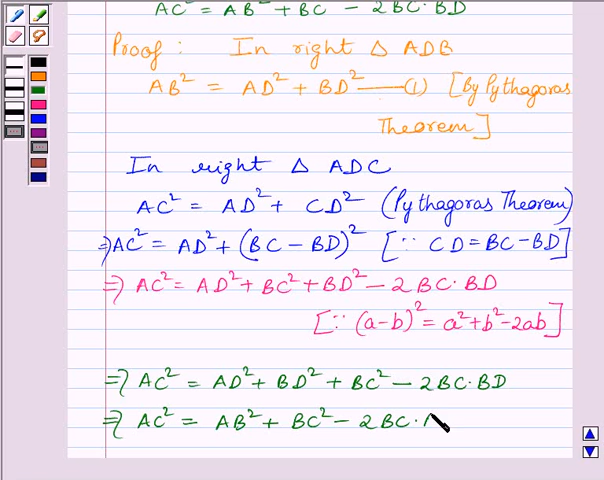 AC² = AB² + BC - 2BC·BD
Proof : In right △ ADB
AB² = AD² + BD² —(1) [By Pythagoras
Theorem]
In right △ ADC
AC² = AD² + CD² (Pythagoras Theorem)
⇒ AC² = AD² + (BC - BD)² [∵ CD = BC - BD]
⇒ AC² = AD² + BC² + BD² - 2BC·BD
[∵ (a-b)² = a² + b² - 2ab]
⇒ AC² = AD² + BD² + BC² - 2BC·BD
⇒ AC² = AB² + BC² - 2BC·